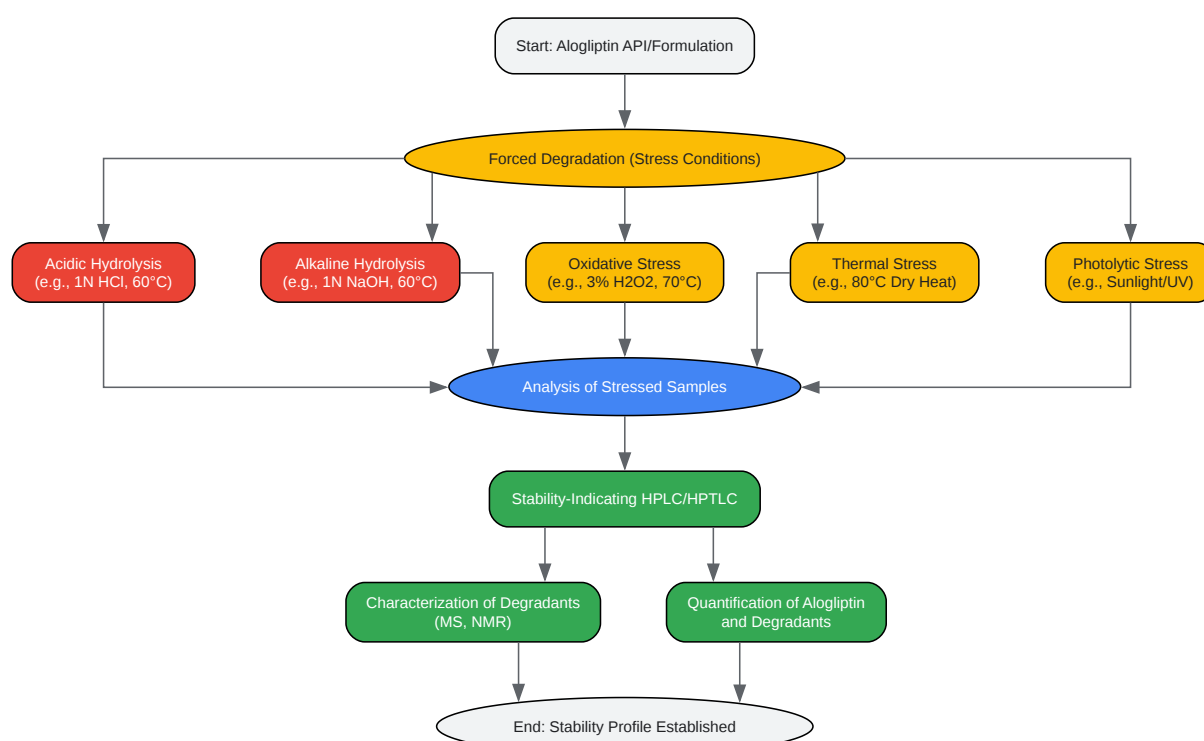 Start: Alogliptin API/Formulation
Forced Degradation (Stress Conditions)
Acidic Hydrolysis
(e.g., 1N HCl, 60°C)
Alkaline Hydrolysis
(e.g., 1N NaOH, 60°C)
Oxidative Stress
(e.g., 3% H2O2, 70°C)
Thermal Stress
(e.g., 80°C Dry Heat)
Photolytic Stress
(e.g., Sunlight/UV)
Analysis of Stressed Samples
Stability-Indicating HPLC/HPTLC
Characterization of Degradants
(MS, NMR)
Quantification of Alogliptin
and Degradants
End: Stability Profile Established